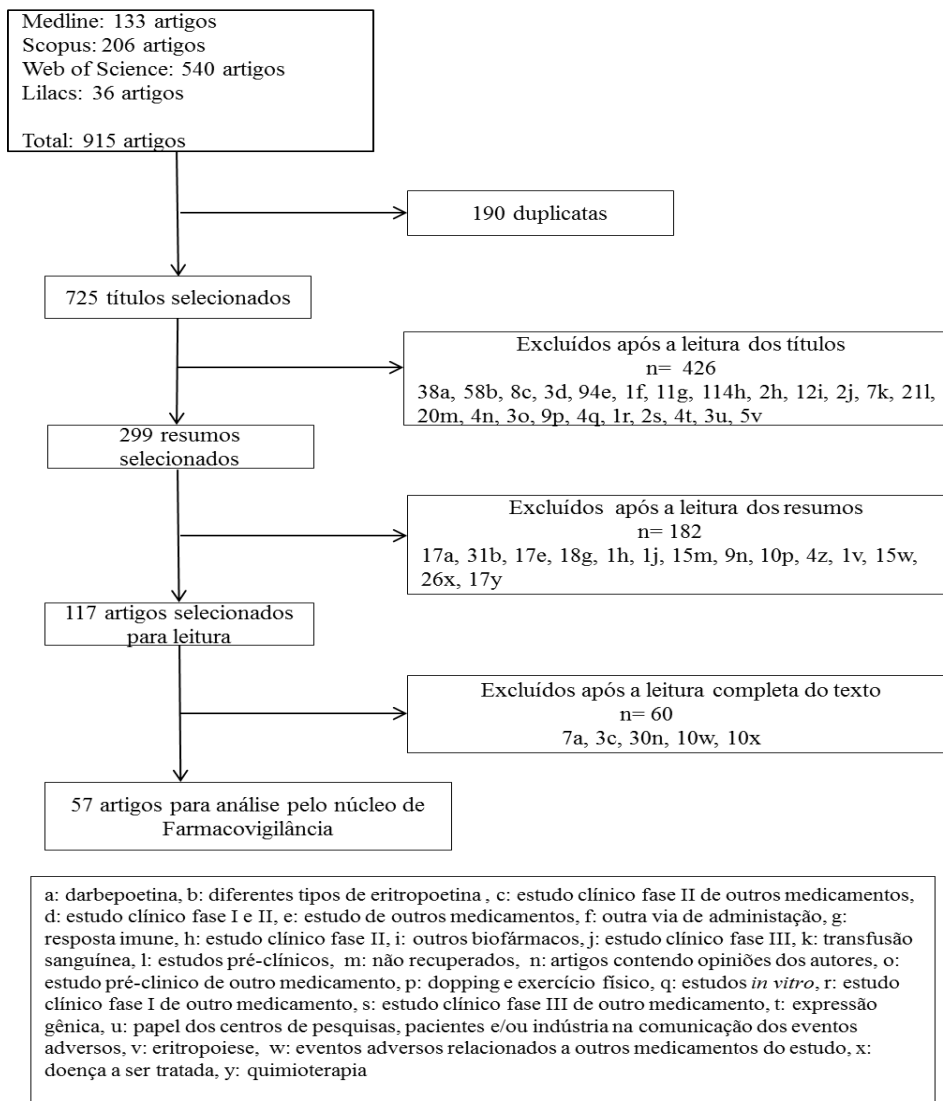 Medline: 133 artigos
Scopus: 206 artigos
Web of Science: 540 artigos
Lilacs: 36 artigos
Total: 915 artigos
190 duplicatas
725 títulos selecionados
Excluídos após a leitura dos títulos
n= 426
38a, 58b, 8c, 3d, 94e, 1f, 11g, 114h, 2h, 12i, 2j, 7k, 21l,
20m, 4n, 3o, 9p, 4q, 1r, 2s, 4t, 3u, 5v
299 resumos
selecionados
Excluídos após a leitura dos resumos
n= 182
17a, 31b, 17e, 18g, 1h, 1j, 15m, 9n, 10p, 4z, 1v, 15w,
26x, 17y
117 artigos selecionados
para leitura
Excluídos após a leitura completa do texto
n= 60
7a, 3c, 30n, 10w, 10x
57 artigos para análise pelo núcleo de
Farmacovigilância
a: darbepoetina, b: diferentes tipos de eritropoetina , c: estudo clínico fase II de outros medicamentos,
d: estudo clínico fase I e II, e: estudo de outros medicamentos, f: outra via de administação, g:
resposta imune, h: estudo clínico fase II, i: outros biofármacos, j: estudo clínico fase III, k: transfusão
sanguínea, l: estudos pré-clínicos, m: não recuperados, n: artigos contendo opiniões dos autores, o:
estudo pré-clinico de outro medicamento, p: dopping e exercício físico, q: estudos in vitro, r: estudo
clínico fase I de outro medicamento, s: estudo clínico fase III de outro medicamento, t: expressão
gênica, u: papel dos centros de pesquisas, pacientes e/ou indústria na comunicação dos eventos
adversos, v: eritropoiese, w: eventos adversos relacionados a outros medicamentos do estudo, x:
doença a ser tratada, y: quimioterapia